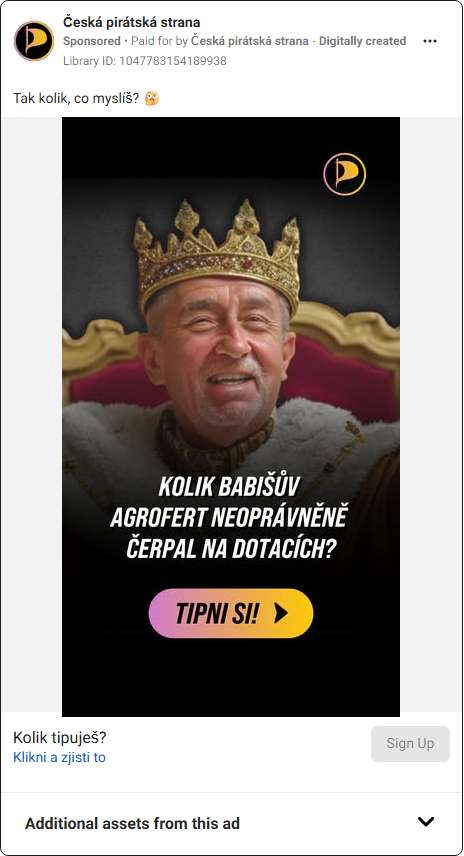 Česká pirátská strana
Sponsored • Paid for by Česká pirátská strana - Digitally created
Library ID: 1047783154189938
Tak kolik, co myslíš? 🧐
KOLIK BABIŠŮV
AGROFERT NEOPRÁVNĚNĚ
ČERPAL NA DOTACÍCH?
TIPNI SI!
Kolik tipuješ?
Klikni a zjisti to
Sign Up
Additional assets from this ad